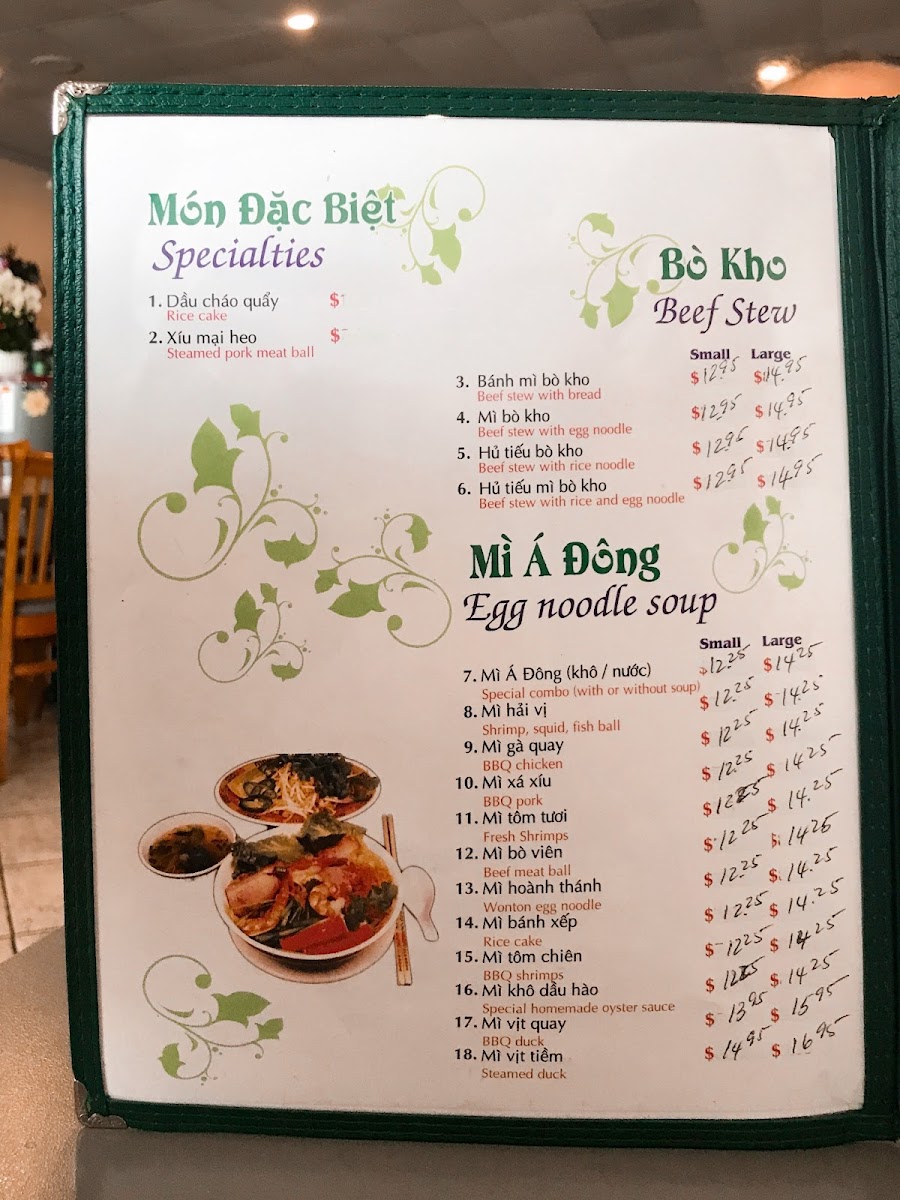 Món Đặc Biệt
Specialties
1. Dầu cháo quẩy $
Rice cake
2. Xíu mại heo $
Steamed pork meat ball
Bò Kho
Beef Stew
Small Large
3. Bánh mì bò kho $12.95 $14.95
Beef stew with bread
4. Mì bò kho $12.95 $14.95
Beef stew with egg noodle
5. Hủ tiếu bò kho $12.95 $14.95
Beef stew with rice noodle
6. Hủ tiếu mì bò kho $12.95 $14.95
Beef stew with rice and egg noodle
Mì Á Đông
Egg noodle soup
Small Large
7. Mì Á Đông (khô / nước) $12.25 $14.25
Special combo (with or without soup)
8. Mì hải vị $12.25 $14.25
Shrimp, squid, fish ball
9. Mì gà quay $12.25 $14.25
BBQ chicken
10. Mì xá xíu $12.25 $14.25
BBQ pork
11. Mì tôm tươi $12.25 $14.25
Fresh Shrimps
12. Mì bò viên $12.25 $14.25
Beef meat ball
13. Mì hoành thánh $12.25 $14.25
Wonton egg noodle
14. Mì bánh xếp $12.25 $14.25
Rice cake
15. Mì tôm chiên $12.25 $14.25
BBQ shrimps
16. Mì khô dầu hào $12.25 $14.25
Special homemade oyster sauce
17. Mì vịt quay $13.95 $15.95
BBQ duck
18. Mì vịt tiềm $14.95 $16.95
Steamed duck